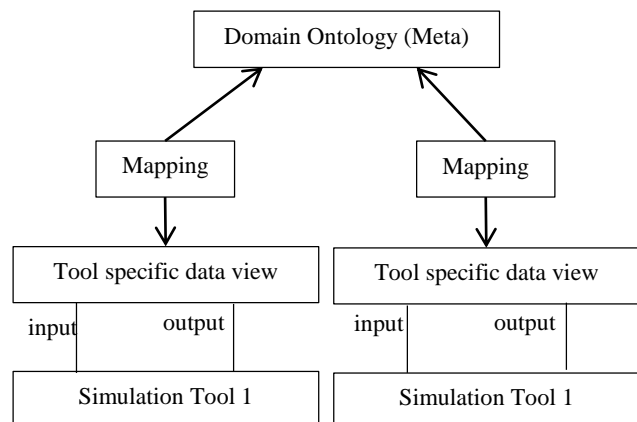 Domain Ontology (Meta)
Mapping
Mapping
Tool specific data view
Tool specific data view
input
output
input
output
Simulation Tool 1
Simulation Tool 1